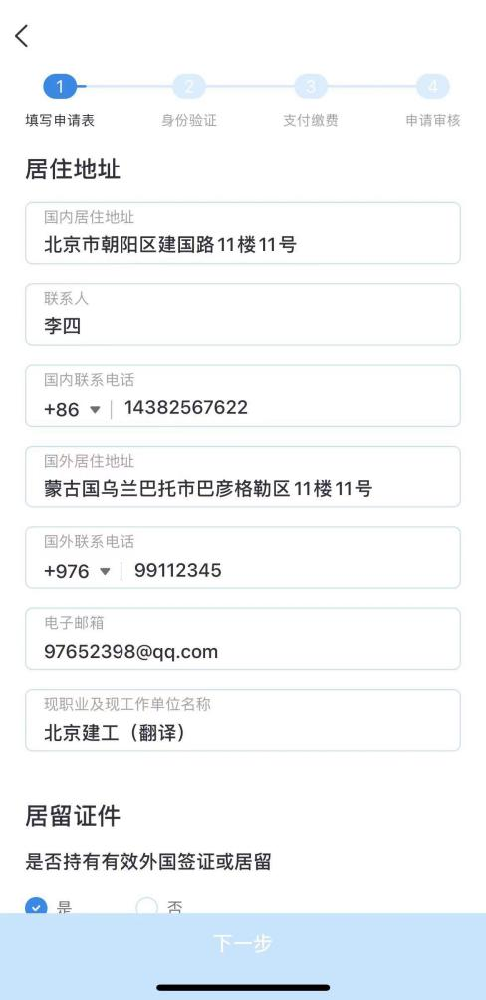 1 2 3 4
填写申请表 身份验证 支付缴费 申请审核
居住地址
国内居住地址
北京市朝阳区建国路11楼11号
联系人
李四
国内联系电话
+86 14382567622
国外居住地址
蒙古国乌兰巴托市巴彦格勒区11楼11号
国外联系电话
+976 99112345
电子邮箱
97652398@qq.com
现职业及现工作单位名称
北京建工（翻译）
居留证件
是否持有有效外国签证或居留
是 否
下一步